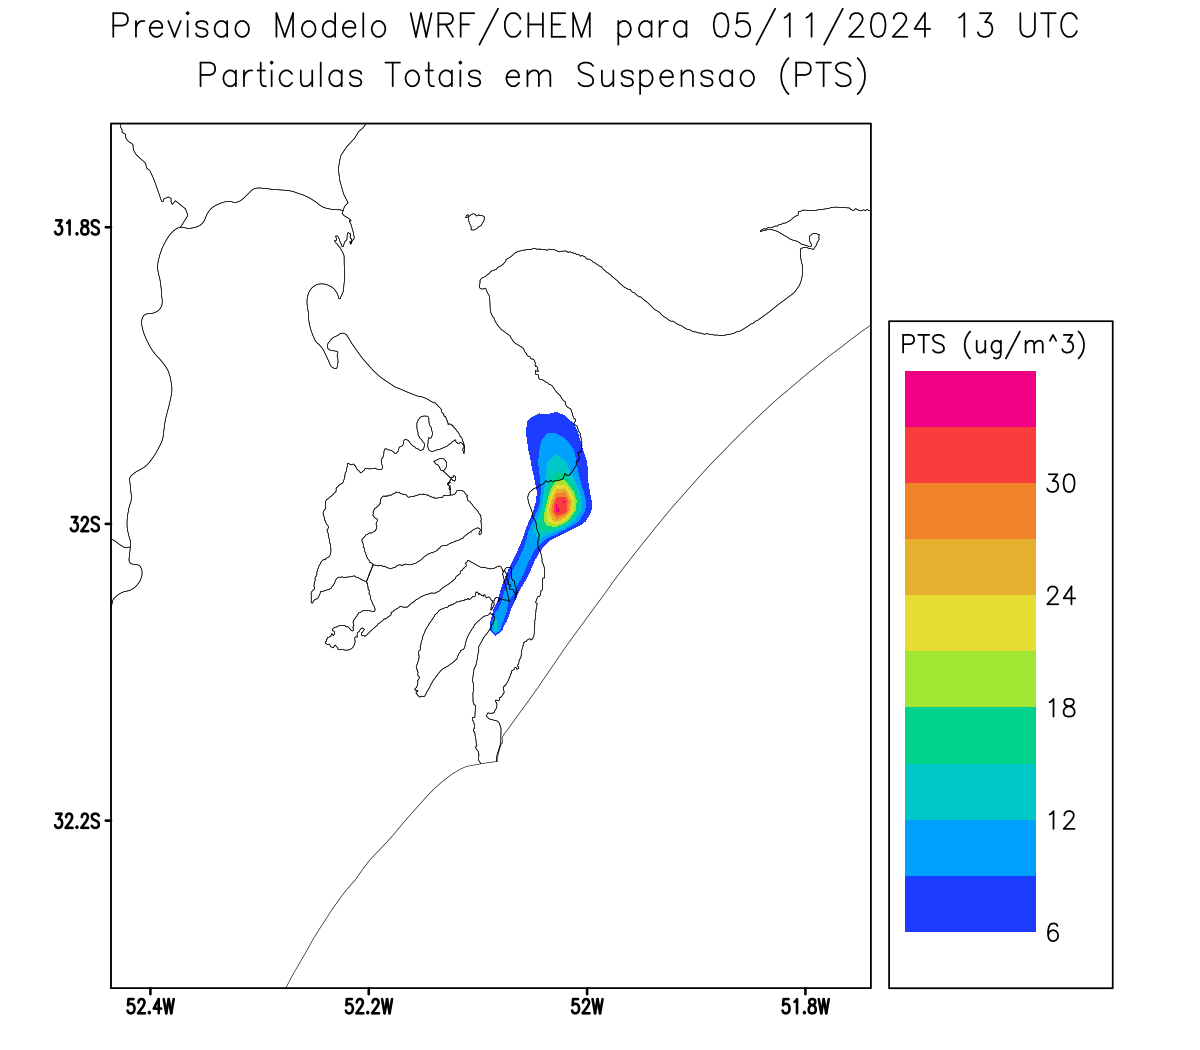 Previsao Modelo WRF/CHEM para 05/11/2024 13 UTC
Particulas Totais em Suspensao (PTS)
31.8S
32S
32.2S
52.4W
52.2W
52W
51.8W
PTS (ug/m^3)
30
24
18
12
6